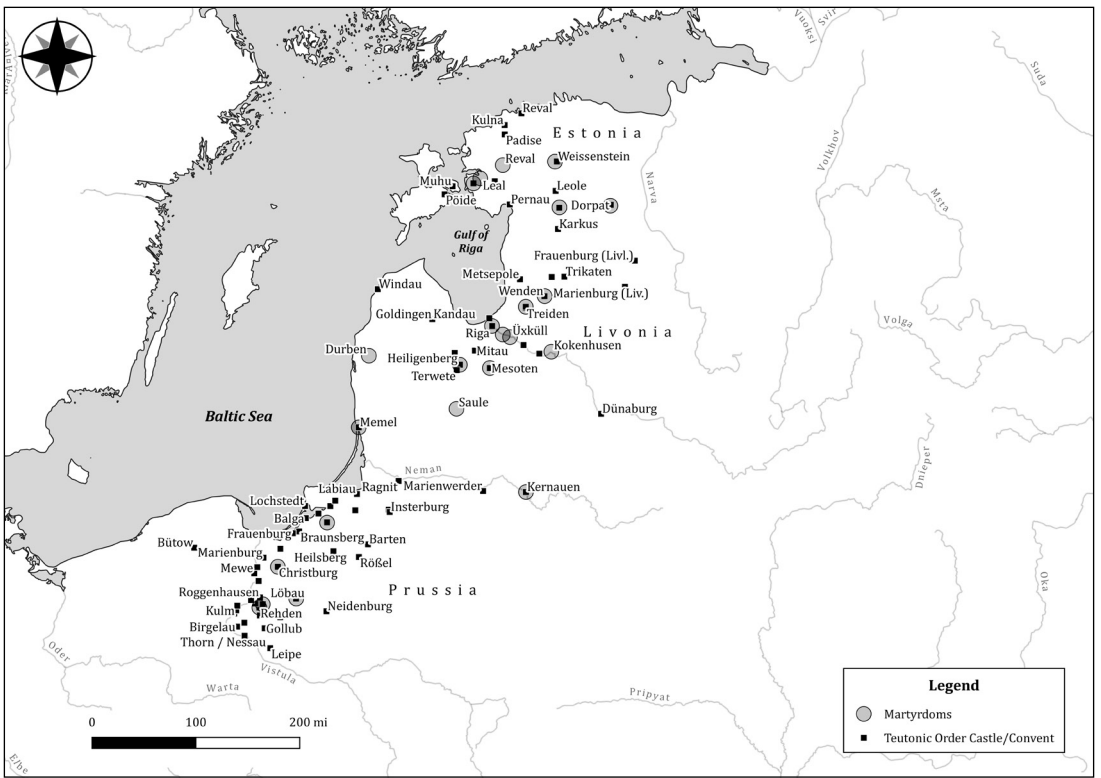 Vuoksi
Svir
Suda
Volkhov
Msta
Narva
Volga
Reval
Kulna
Padise
Estonia
Reval
Weissenstein
Muhu
Leal
Leole
Pöide
Pernau
Dorpat
Karkus
Gulf of
Riga
Frauenburg (Livl.)
Metsepole
Trikaten
Windau
Wenden
Marienburg (Liv.)
Treiden
Goldingen
Kandau
Riga
Üxküll
Livonia
Durben
Heiligenberg
Mitau
Kokenhusen
Terwete
Mesoten
Saule
Dünaburg
Baltic Sea
Memel
Neman
Dnieper
Labiau
Ragnit
Marienwerder
Kernauen
Lochstedt
Insterburg
Balga
Frauenburg
Braunsberg
Barten
Bütow
Marienburg
Heilsberg
Rößel
Mewe
Christburg
Prussia
Oka
Roggenhausen
Löbau
Kulm
Rehden
Neidenburg
Birgelau
Gollub
Thorn / Nessau
Leipe
Oder
Vistula
Warta
Pripyat
Elbe
0 100 200 mi
Legend
Martyrdoms
Teutonic Order Castle/Convent